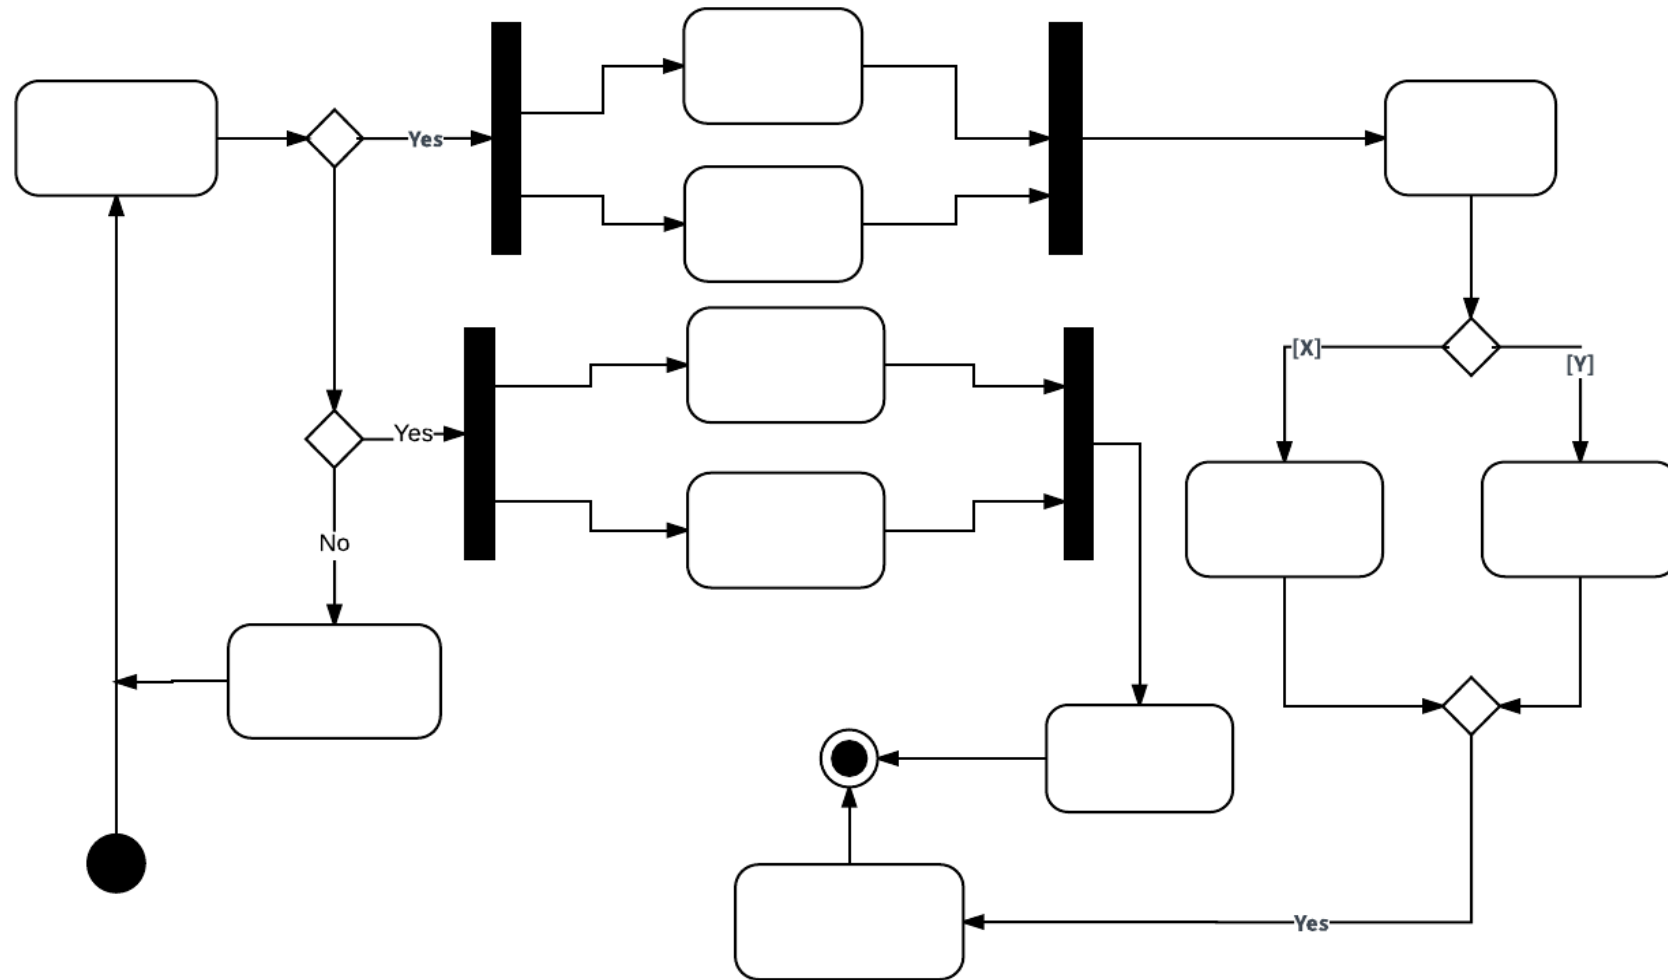 Yes
[X]
[Y]
Yes
No
Yes